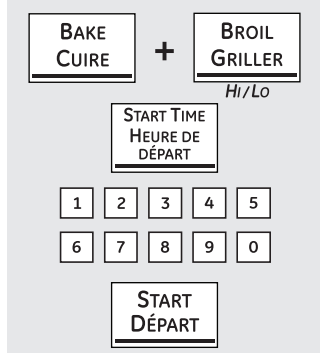 BAKE
CUIRE
+
BROIL
GRILLER
HI/LO
START TIME
HEURE DE
DÉPART
1 2 3 4 5
6 7 8 9 0
START
DÉPART